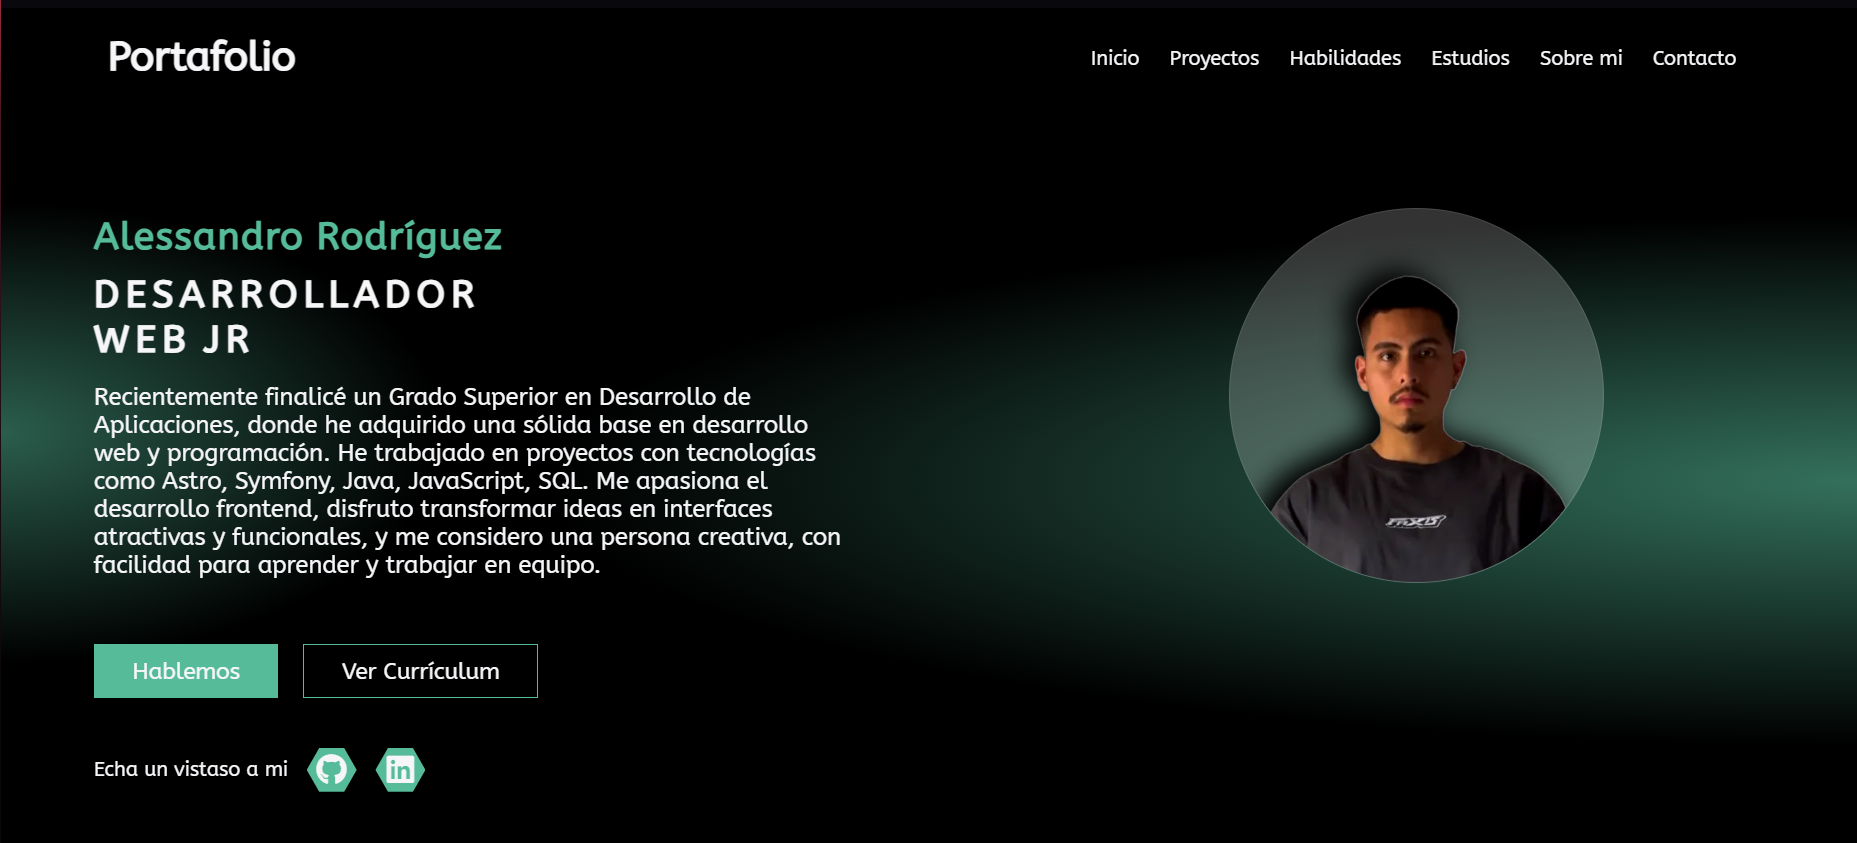 Portafolio
Inicio Proyectos Habilidades Estudios Sobre mi Contacto
Alessandro Rodríguez
DESARROLLADOR
WEB JR
Recientemente finalicé un Grado Superior en Desarrollo de
Aplicaciones, donde he adquirido una sólida base en desarrollo
web y programación. He trabajado en proyectos con tecnologías
como Astro, Symfony, Java, JavaScript, SQL. Me apasiona el
desarrollo frontend, disfruto transformar ideas en interfaces
atractivas y funcionales, y me considero una persona creativa, con
facilidad para aprender y trabajar en equipo.
Hablemos Ver Currículum
Echa un vistaso a mi in